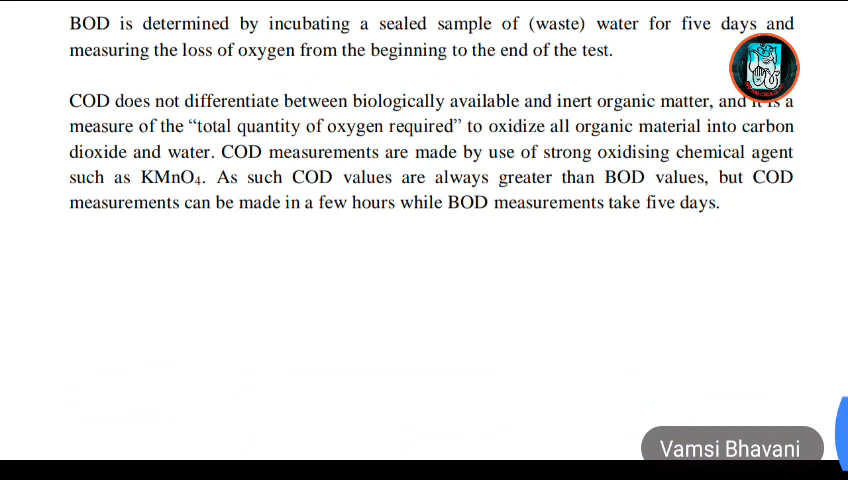 BOD is determined by incubating a sealed sample of (waste) water for five days and
measuring the loss of oxygen from the beginning to the end of the test.
COD does not differentiate between biologically available and inert organic matter, and it is a
measure of the “total quantity of oxygen required” to oxidize all organic material into carbon
dioxide and water. COD measurements are made by use of strong oxidising chemical agent
such as KMnO₄. As such COD values are always greater than BOD values, but COD
measurements can be made in a few hours while BOD measurements take five days.
Vamsi Bhavani